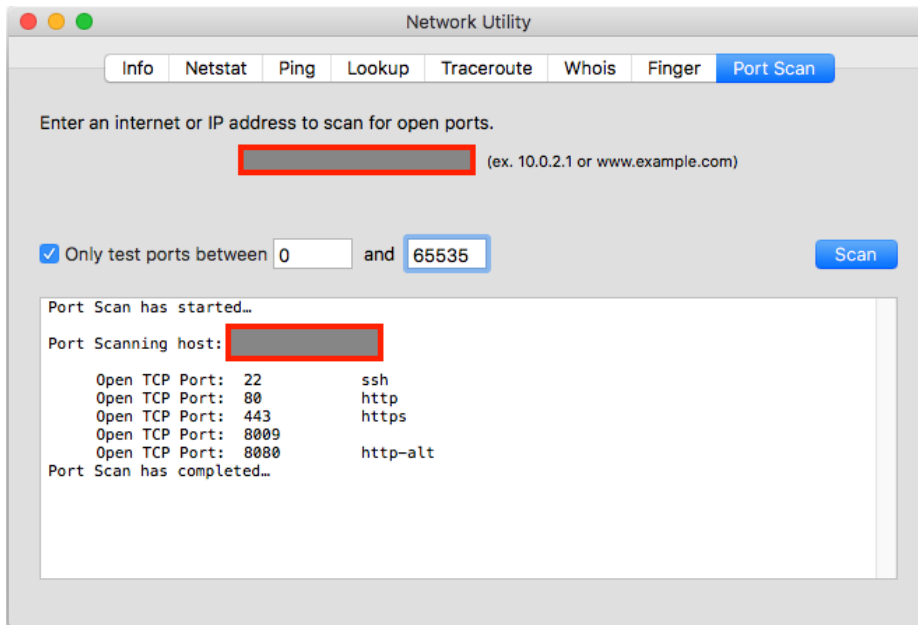 Network Utility
Info Netstat Ping Lookup Traceroute Whois Finger Port Scan
Enter an internet or IP address to scan for open ports.
(ex. 10.0.2.1 or www.example.com)
Only test ports between 0 and 65535 Scan
Port Scan has started…
Port Scanning host:
Open TCP Port: 22 ssh
Open TCP Port: 80 http
Open TCP Port: 443 https
Open TCP Port: 8009
Open TCP Port: 8080 http-alt
Port Scan has completed…